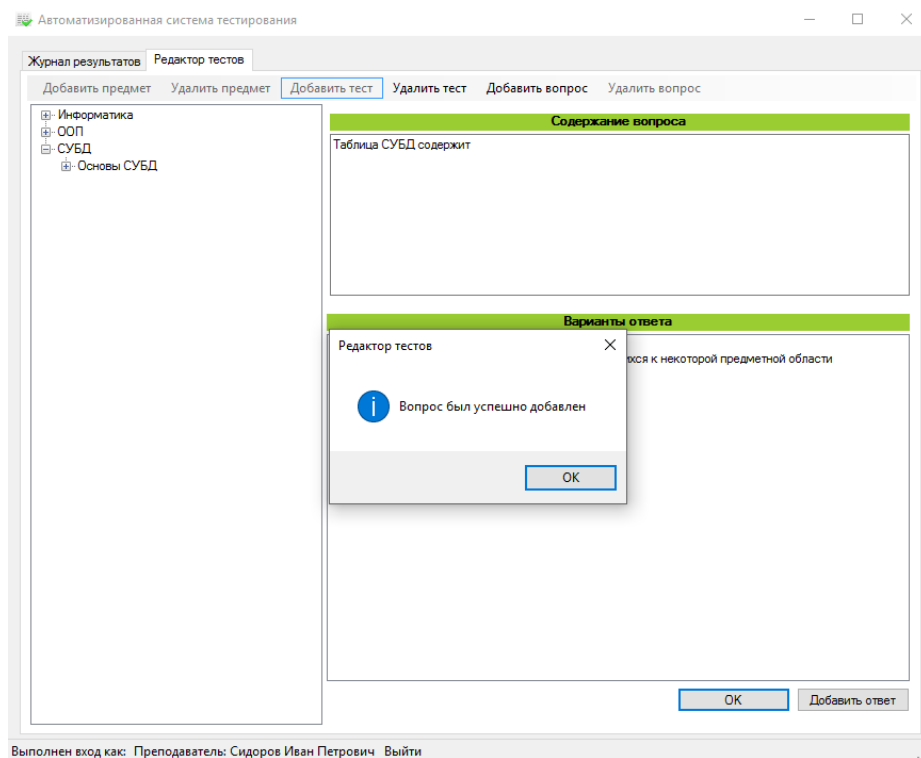 Автоматизированная система тестирования
Журнал результатов Редактор тестов
Добавить предмет Удалить предмет Добавить тест Удалить тест Добавить вопрос Удалить вопрос
Информатика
ООП
СУБД
Основы СУБД
Содержание вопроса
Таблица СУБД содержит
Варианты ответа
к некоторой предметной области
Редактор тестов
Вопрос был успешно добавлен
OK
OK Добавить ответ
Выполнен вход как: Преподаватель: Сидоров Иван Петрович Выйти